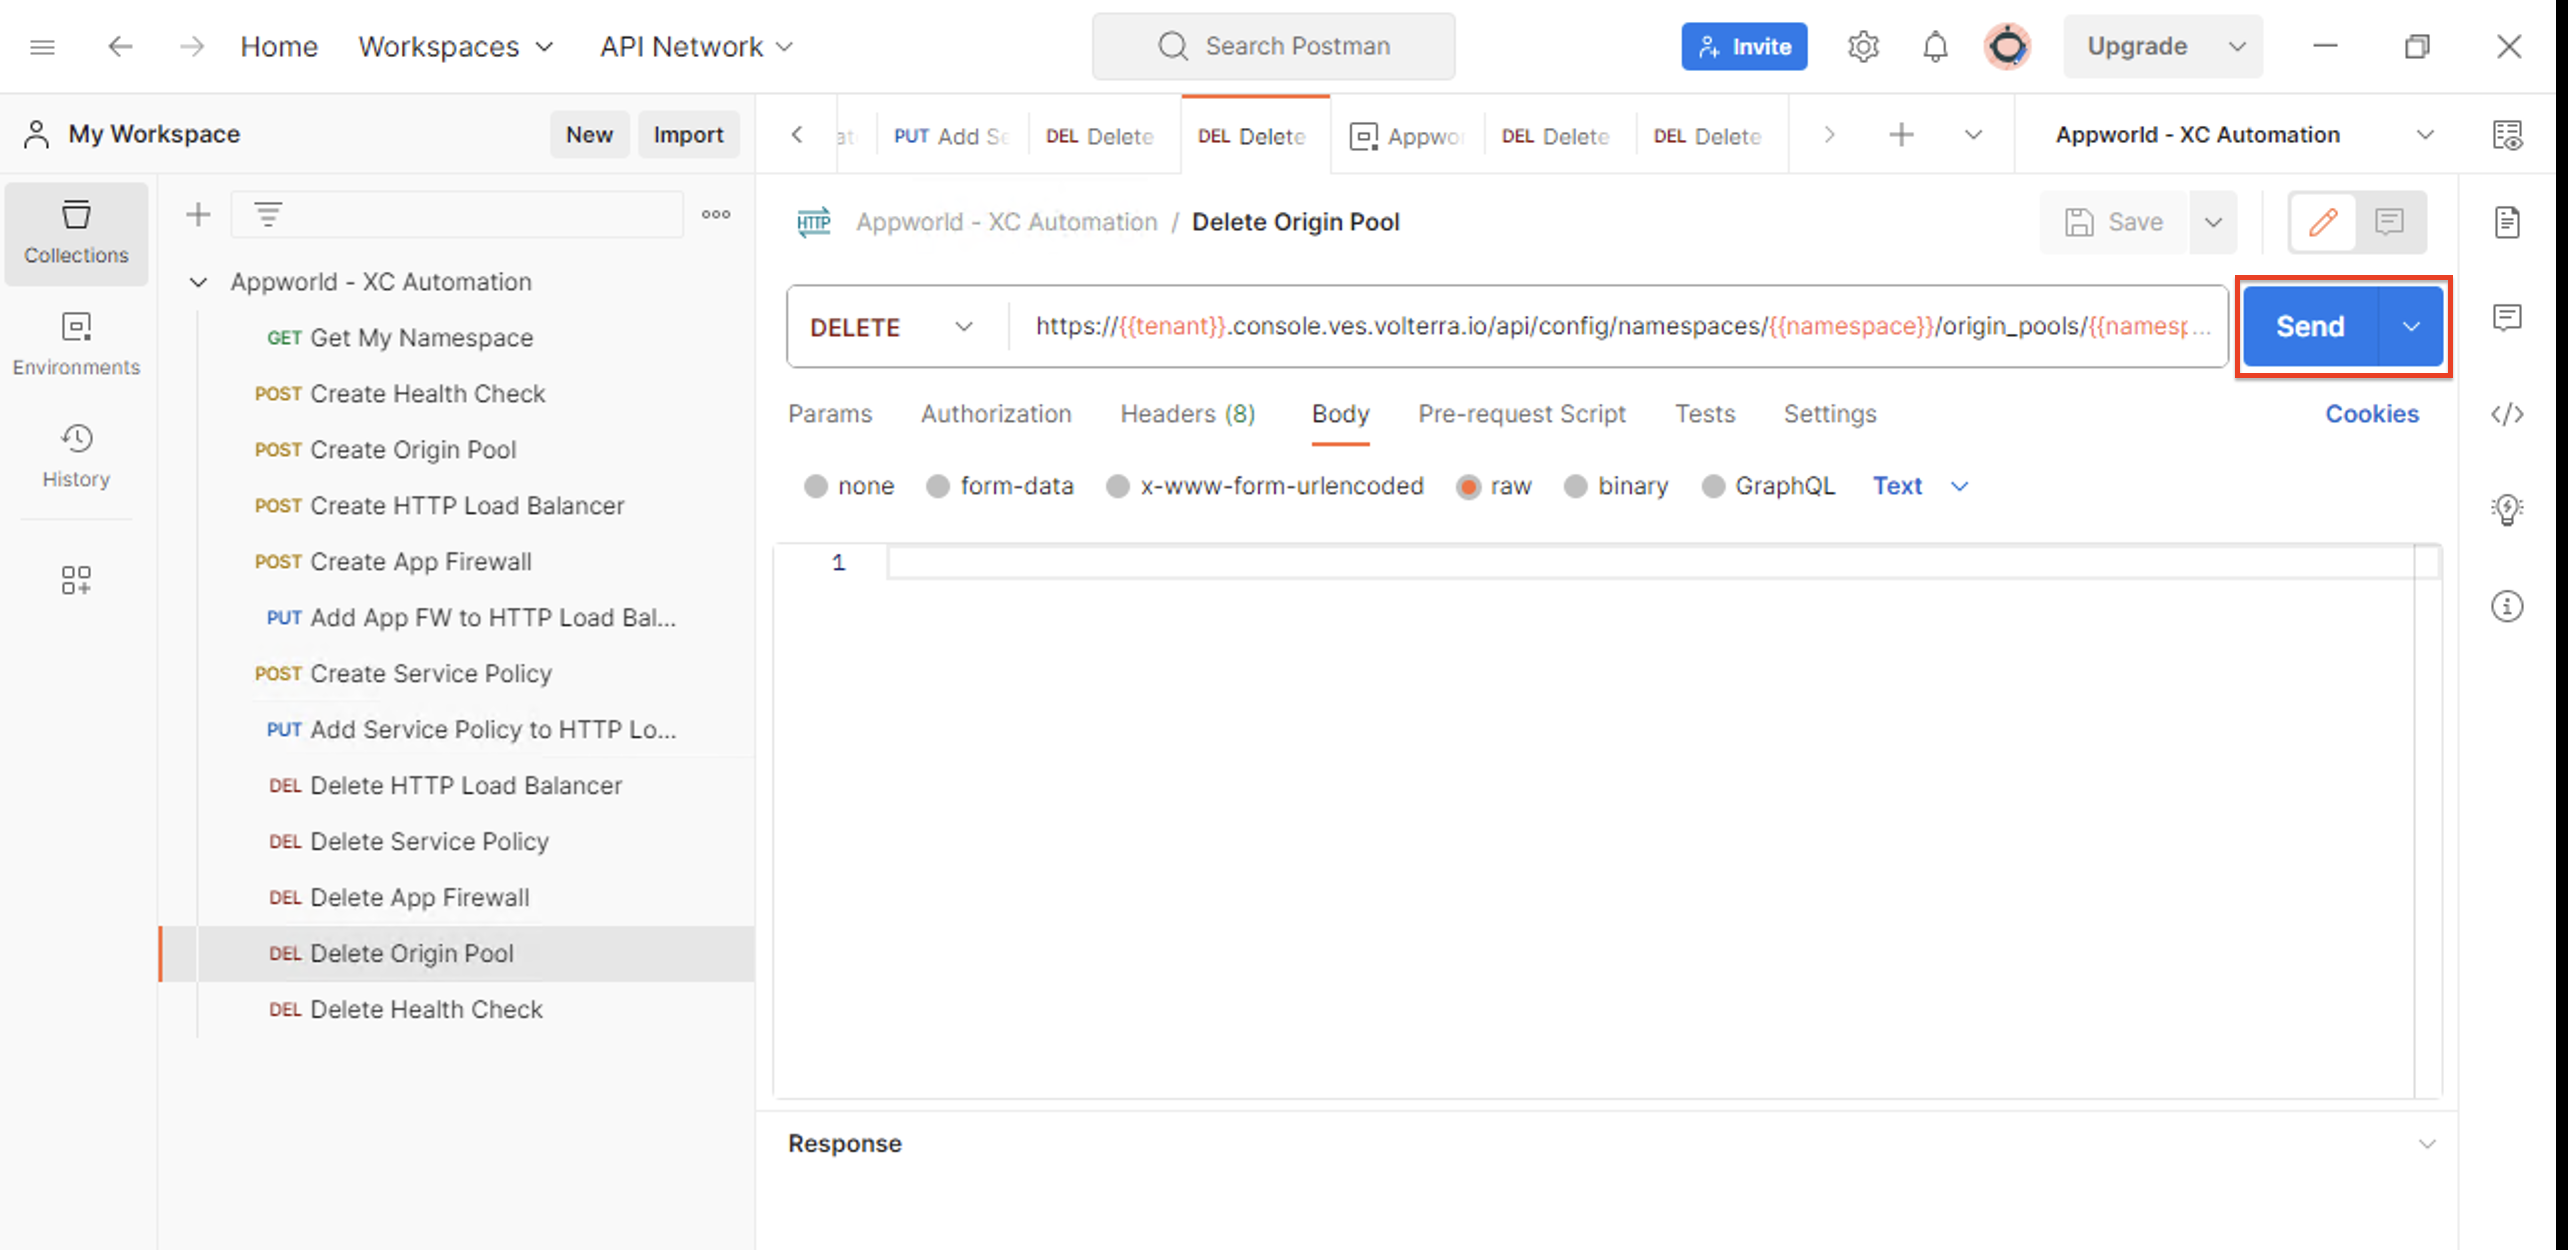 Home Workspaces API Network Search Postman Invite Upgrade
My Workspace New Import
PUT Add Se DEL Delete DEL Delete Appwo DEL Delete DEL Delete Appworld - XC Automation
Collections
Environments
History
Appworld - XC Automation
GET Get My Namespace
POST Create Health Check
POST Create Origin Pool
POST Create HTTP Load Balancer
POST Create App Firewall
PUT Add App FW to HTTP Load Bal...
POST Create Service Policy
PUT Add Service Policy to HTTP Lo...
DEL Delete HTTP Load Balancer
DEL Delete Service Policy
DEL Delete App Firewall
DEL Delete Origin Pool
DEL Delete Health Check
HTTP Appworld - XC Automation / Delete Origin Pool Save
DELETE https://{{tenant}}.console.ves.volterra.io/api/config/namespaces/{{namespace}}/origin_pools/{{namesp... Send
Params Authorization Headers (8) Body Pre-request Script Tests Settings Cookies
none form-data x-www-form-urlencoded raw binary GraphQL Text
1
Response